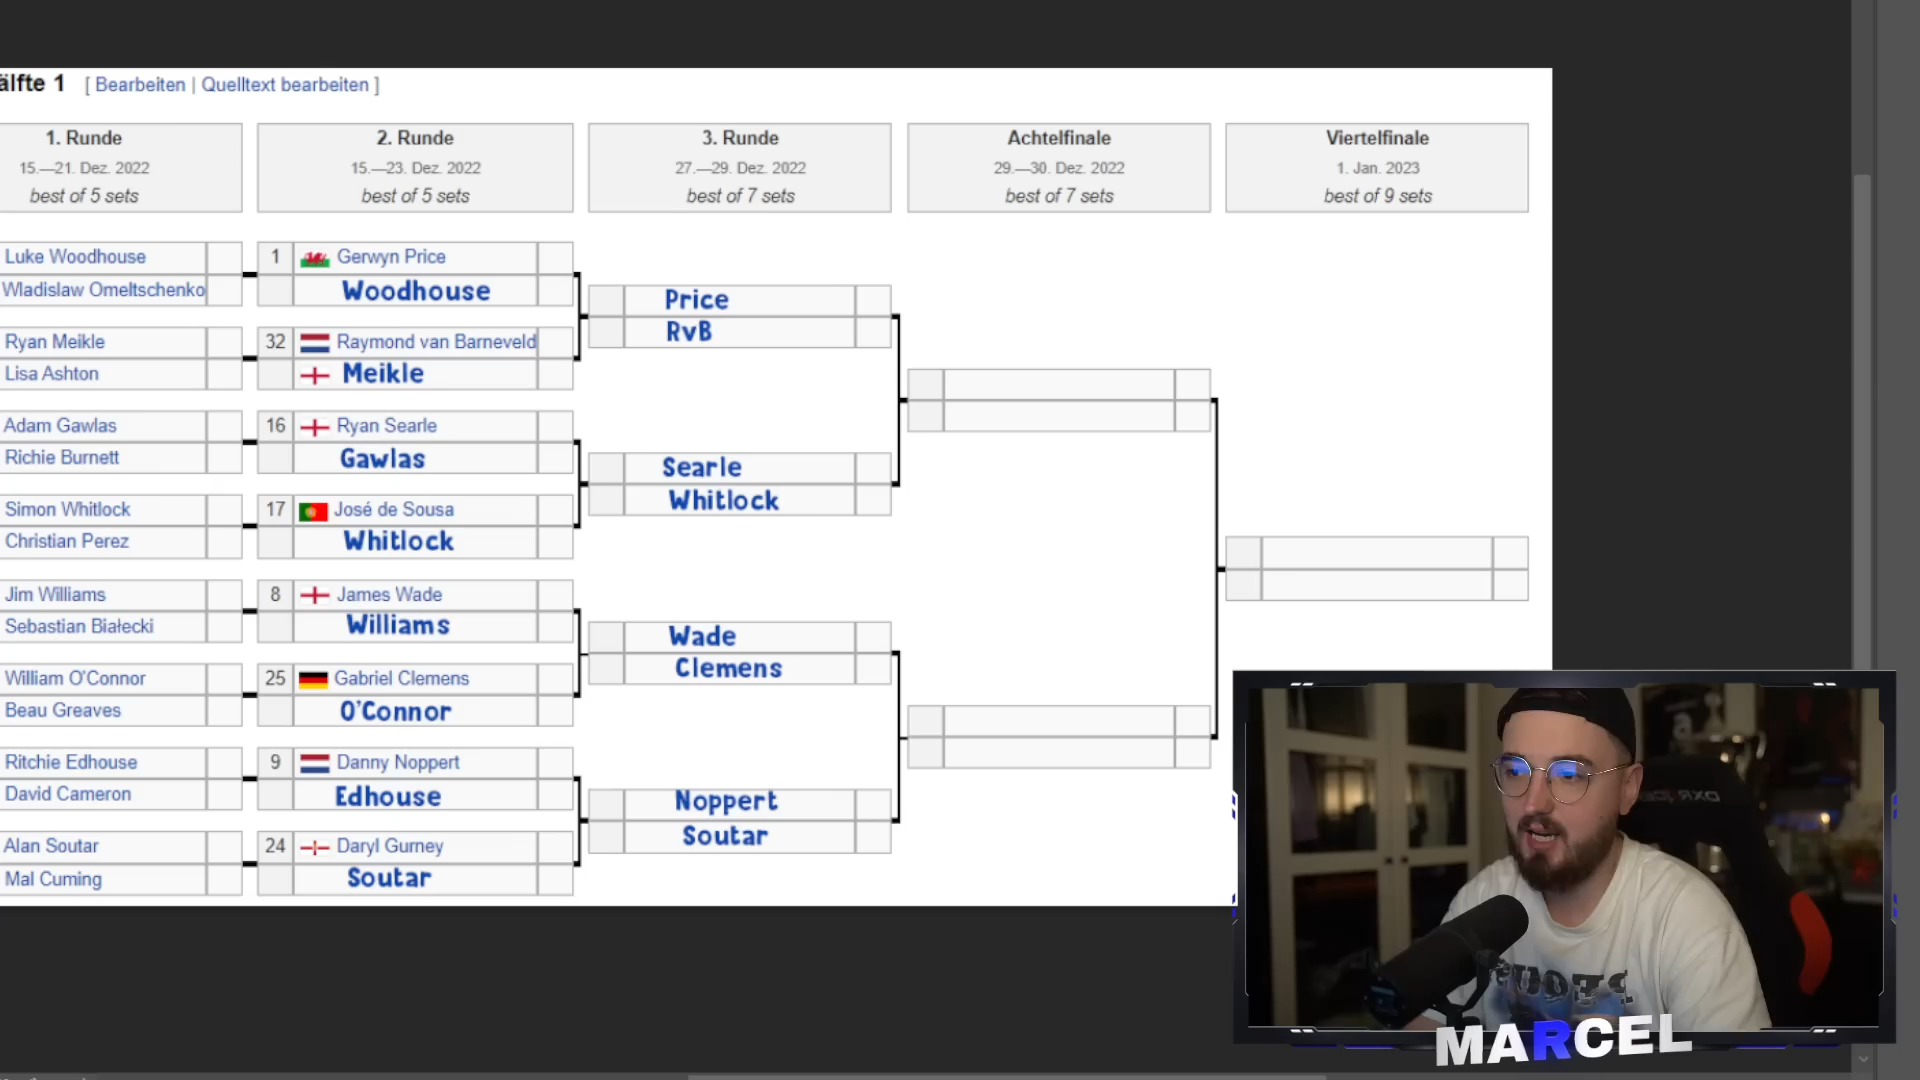 älfte 1 [ Bearbeiten | Quelltext bearbeiten ]
1. Runde
15.—21. Dez. 2022
best of 5 sets
2. Runde
15.—23. Dez. 2022
best of 5 sets
3. Runde
27.—29. Dez. 2022
best of 7 sets
Achtelfinale
29.—30. Dez. 2022
best of 7 sets
Viertelfinale
1. Jan. 2023
best of 9 sets
Luke Woodhouse
Wladislaw Omeltschenko
Ryan Meikle
Lisa Ashton
Adam Gawlas
Richie Burnett
Simon Whitlock
Christian Perez
Jim Williams
Sebastian Białecki
William O'Connor
Beau Greaves
Ritchie Edhouse
David Cameron
Alan Soutar
Mal Cuming
1 Gerwyn Price
Woodhouse
32 Raymond van Barneveld
Meikle
16 Ryan Searle
Gawlas
17 José de Sousa
Whitlock
8 James Wade
Williams
25 Gabriel Clemens
O'Connor
9 Danny Noppert
Edhouse
24 Daryl Gurney
Soutar
Price
RvB
Searle
Whitlock
Wade
Clemens
Noppert
Soutar
MARCEL